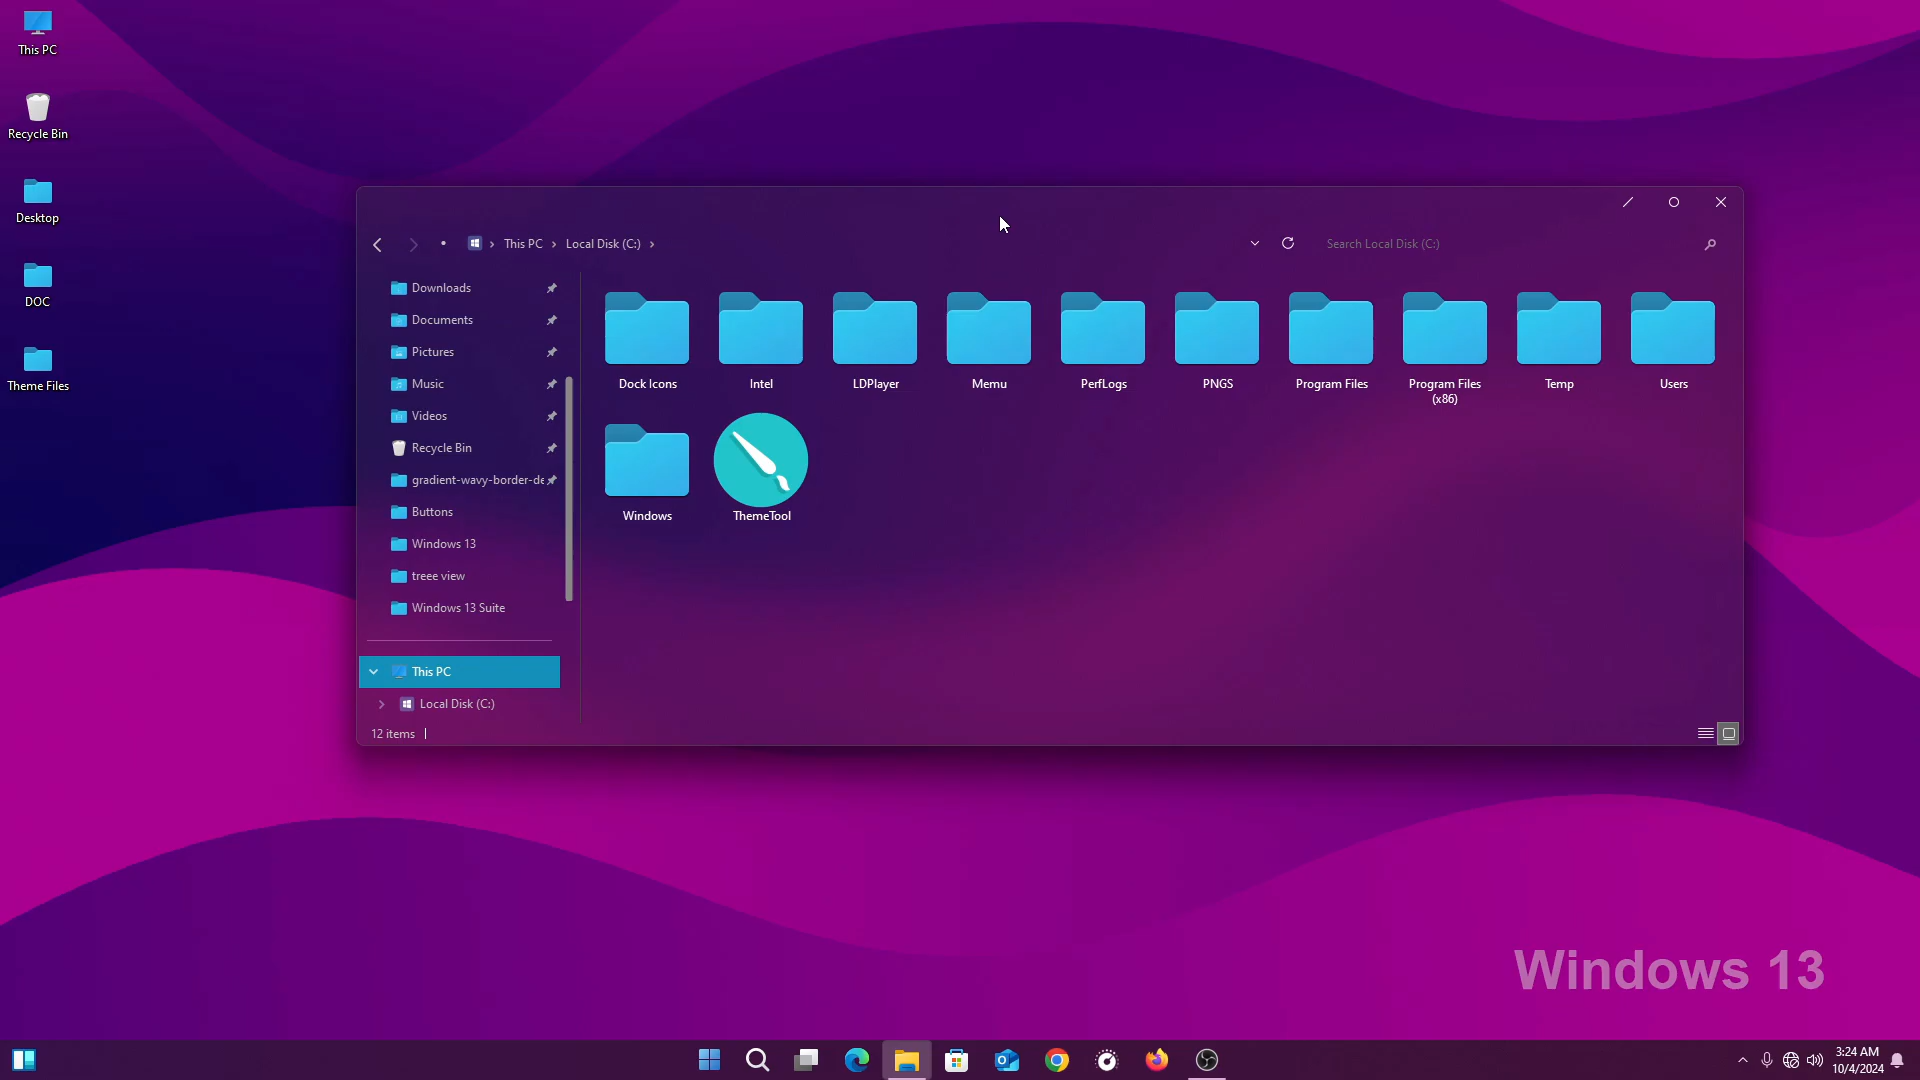 This PC
Recycle Bin
Desktop
DOC
Theme Files
This PC
Local Disk (C:)
Search Local Disk (C:)
Downloads
Documents
Pictures
Music
Videos
Recycle Bin
gradient-wavy-border-de
Buttons
Windows 13
treee view
Windows 13 Suite
This PC
Local Disk (C:)
Dock Icons
Intel
LDPlayer
Memu
PerfLogs
PNGS
Program Files
Program Files
(x86)
Temp
Users
Windows
ThemeTool
12 items
Windows 13
3:24 AM
10/4/2024